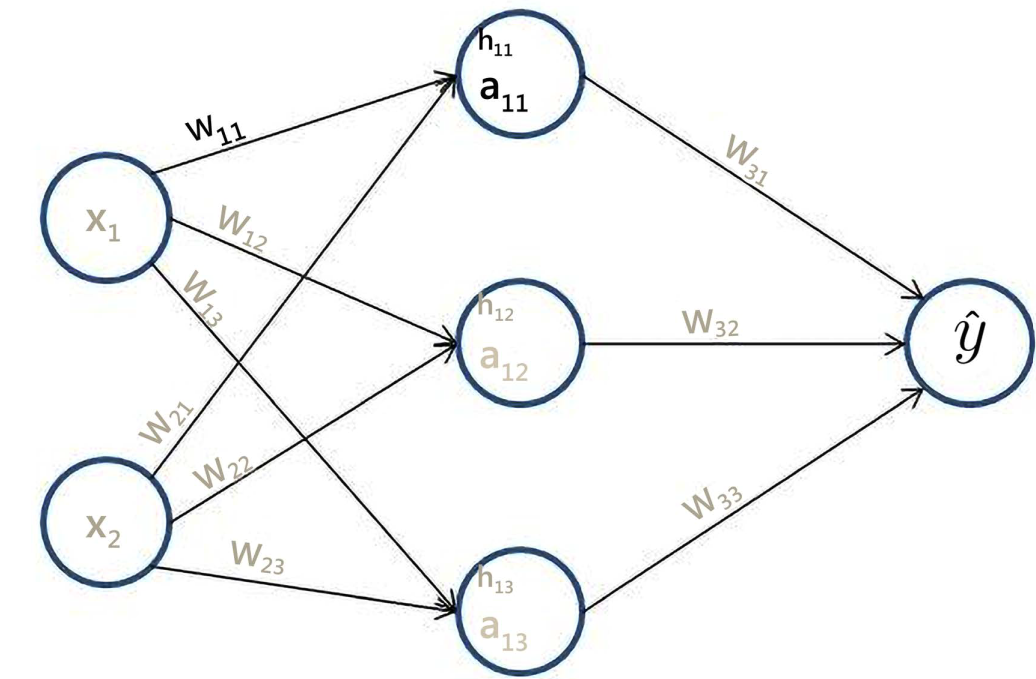 h₁₁
a₁₁
W₁₁
W₃₁
x₁
W₁₂
W₁₃
h₁₂
a₁₂
W₃₂
ŷ
W₂₁
W₂₂
x₂
W₂₃
W₃₃
h₁₃
a₁₃